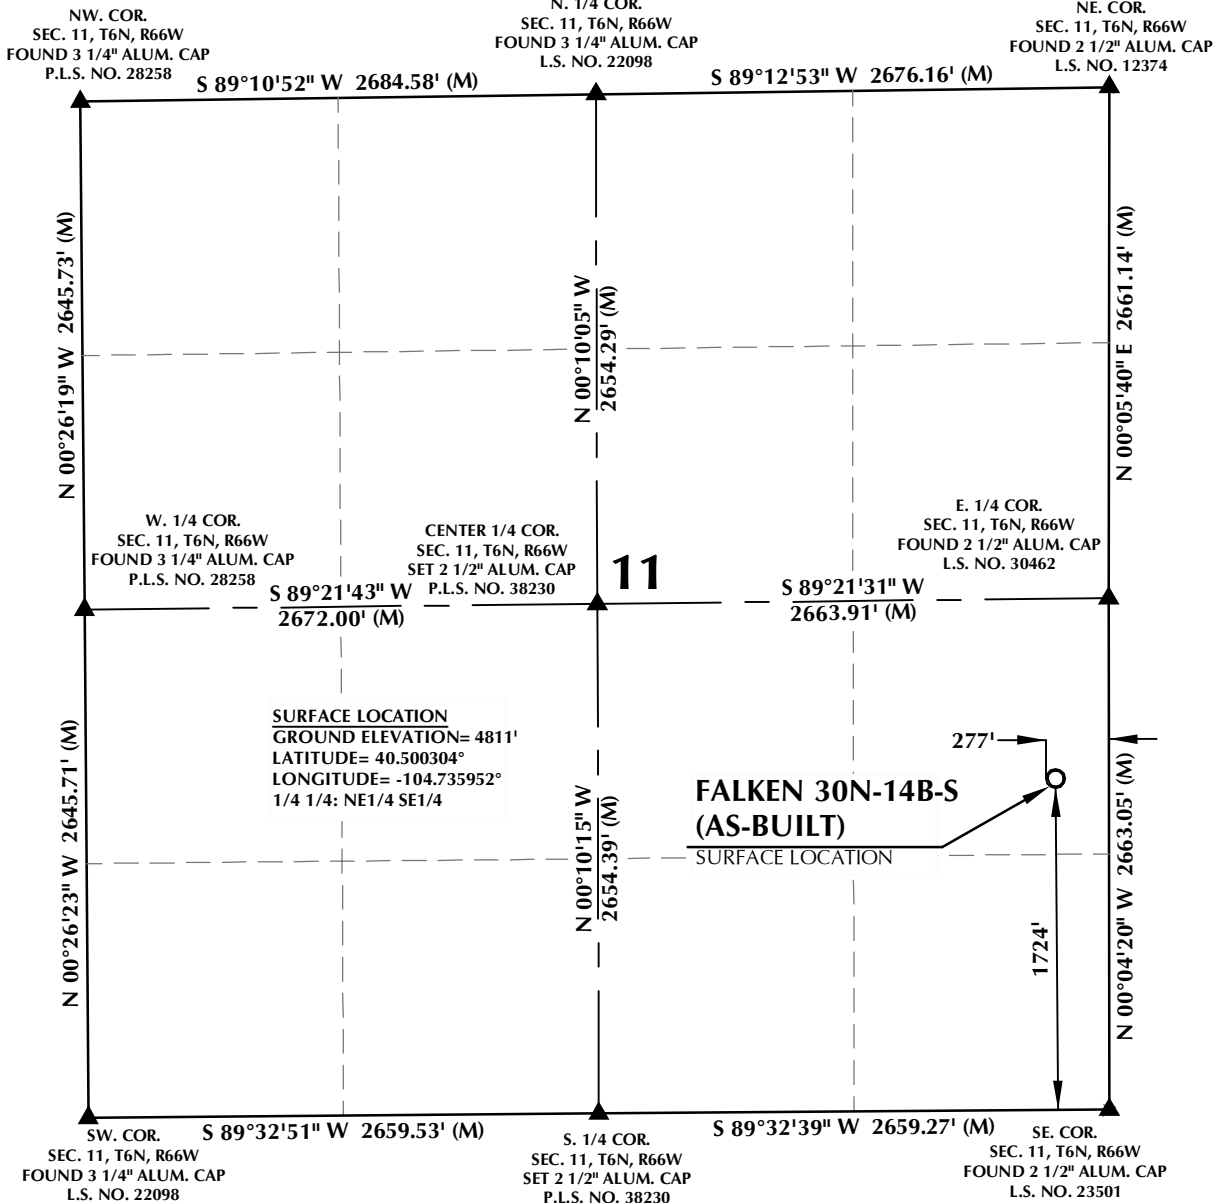 NW. COR.
SEC. 11, T6N, R66W
FOUND 3 1/4" ALUM. CAP
P.L.S. NO. 28258
N. 1/4 COR.
SEC. 11, T6N, R66W
FOUND 3 1/4" ALUM. CAP
L.S. NO. 22098
NE. COR.
SEC. 11, T6N, R66W
FOUND 2 1/2" ALUM. CAP
L.S. NO. 12374
S 89°10'52" W 2684.58' (M)
S 89°12'53" W 2676.16' (M)
N 00°26'19" W 2645.73' (M)
N 00°10'05" W
2654.29' (M)
N 00°05'40" E 2661.14' (M)
W. 1/4 COR.
SEC. 11, T6N, R66W
FOUND 3 1/4" ALUM. CAP
P.L.S. NO. 28258
CENTER 1/4 COR.
SEC. 11, T6N, R66W
SET 2 1/2" ALUM. CAP
P.L.S. NO. 38230
11
E. 1/4 COR.
SEC. 11, T6N, R66W
FOUND 2 1/2" ALUM. CAP
L.S. NO. 30462
S 89°21'43" W
2672.00' (M)
S 89°21'31" W
2663.91' (M)
SURFACE LOCATION
GROUND ELEVATION= 4811'
LATITUDE= 40.500304°
LONGITUDE= -104.735952°
1/4 1/4: NE1/4 SE1/4
277'
FALKEN 30N-14B-S
(AS-BUILT)
SURFACE LOCATION
1724'
N 00°26'23" W 2645.71' (M)
N 00°10'15" W
2654.39' (M)
N 00°04'20" W 2663.05' (M)
S 89°32'51" W 2659.53' (M)
S 89°32'39" W 2659.27' (M)
SW. COR.
SEC. 11, T6N, R66W
FOUND 3 1/4" ALUM. CAP
L.S. NO. 22098
S. 1/4 COR.
SEC. 11, T6N, R66W
SET 2 1/2" ALUM. CAP
P.L.S. NO. 38230
SE. COR.
SEC. 11, T6N, R66W
FOUND 2 1/2" ALUM. CAP
L.S. NO. 23501